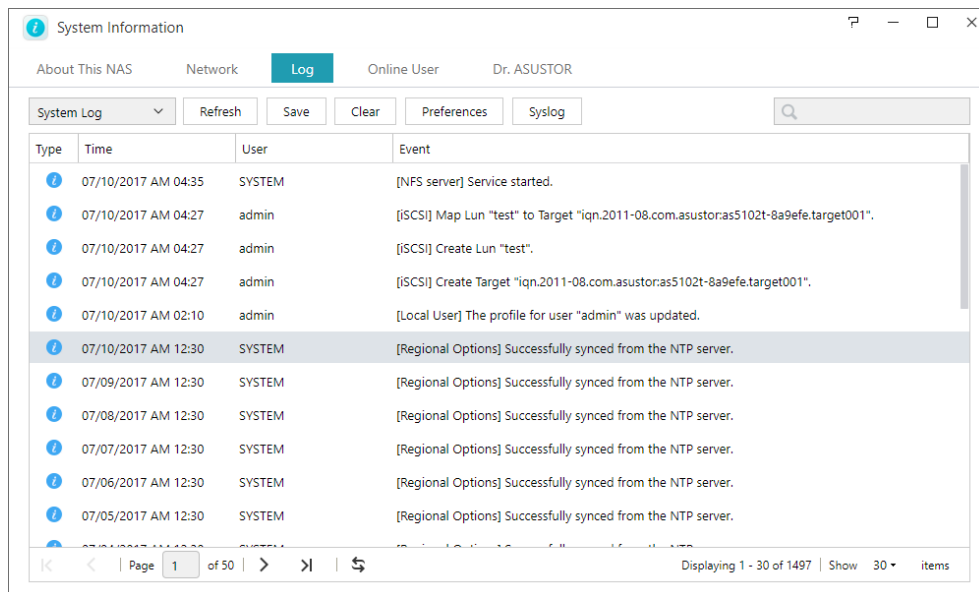 System Information
About This NAS Network Log Online User Dr. ASUSTOR
System Log Refresh Save Clear Preferences Syslog
Type Time User Event
07/10/2017 AM 04:35 SYSTEM [NFS server] Service started.
07/10/2017 AM 04:27 admin [iSCSI] Map Lun "test" to Target "iqn.2011-08.com.asustor:as5102t-8a9efe.target001".
07/10/2017 AM 04:27 admin [iSCSI] Create Lun "test".
07/10/2017 AM 04:27 admin [iSCSI] Create Target "iqn.2011-08.com.asustor:as5102t-8a9efe.target001".
07/10/2017 AM 02:10 admin [Local User] The profile for user "admin" was updated.
07/10/2017 AM 12:30 SYSTEM [Regional Options] Successfully synced from the NTP server.
07/09/2017 AM 12:30 SYSTEM [Regional Options] Successfully synced from the NTP server.
07/08/2017 AM 12:30 SYSTEM [Regional Options] Successfully synced from the NTP server.
07/07/2017 AM 12:30 SYSTEM [Regional Options] Successfully synced from the NTP server.
07/06/2017 AM 12:30 SYSTEM [Regional Options] Successfully synced from the NTP server.
07/05/2017 AM 12:30 SYSTEM [Regional Options] Successfully synced from the NTP server.
Page 1 of 50 Displaying 1 - 30 of 1497 Show 30 items